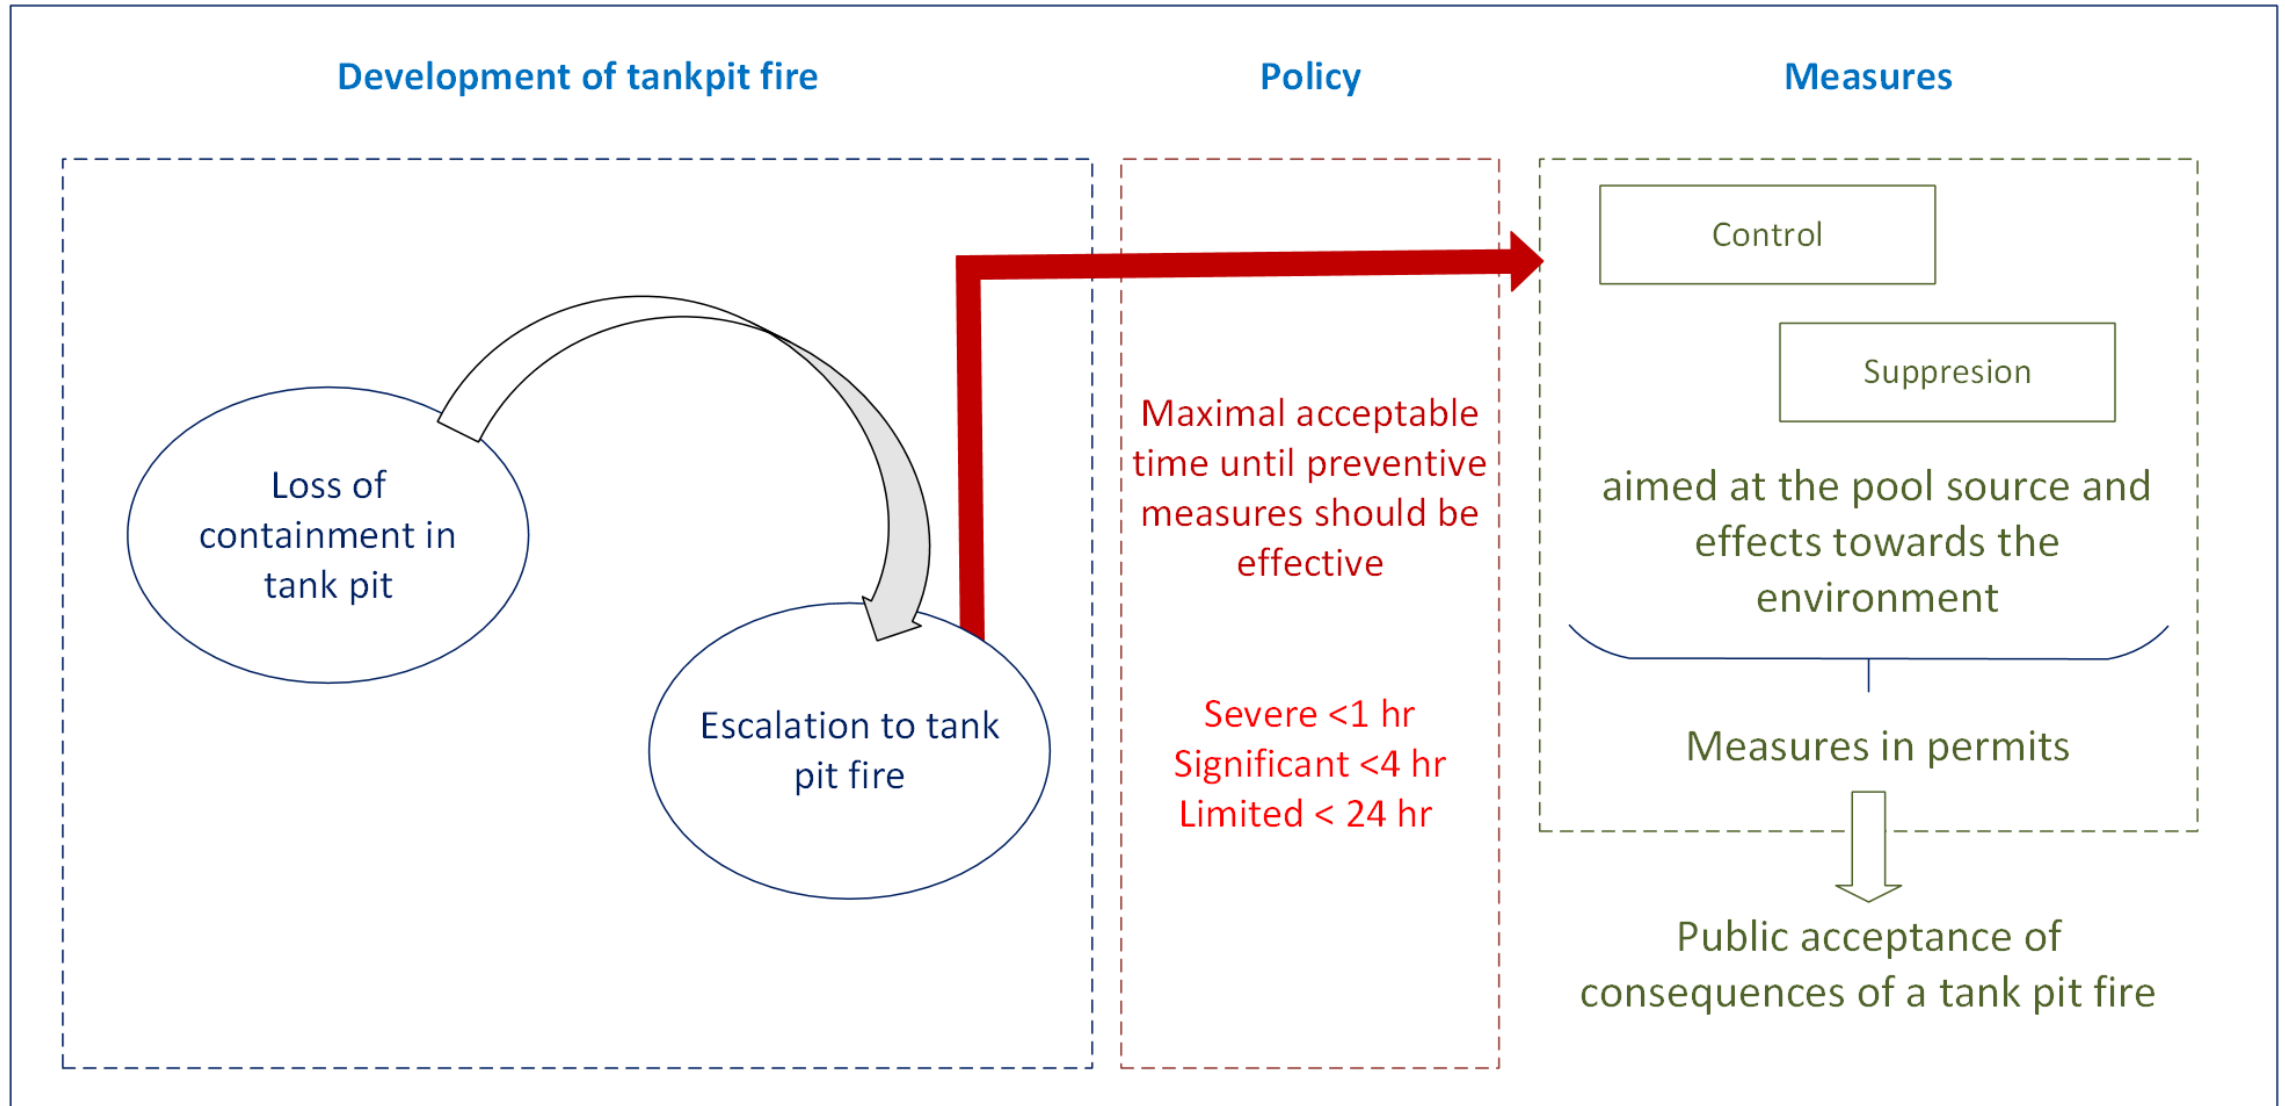 Development of tankpit fire
Policy
Measures
Loss of
containment in
tank pit
Escalation to tank
pit fire
Maximal acceptable
time until preventive
measures should be
effective
Severe <1 hr
Significant <4 hr
Limited < 24 hr
Control
Suppresion
aimed at the pool source and
effects towards the
environment
Measures in permits
Public acceptance of
consequences of a tank pit fire